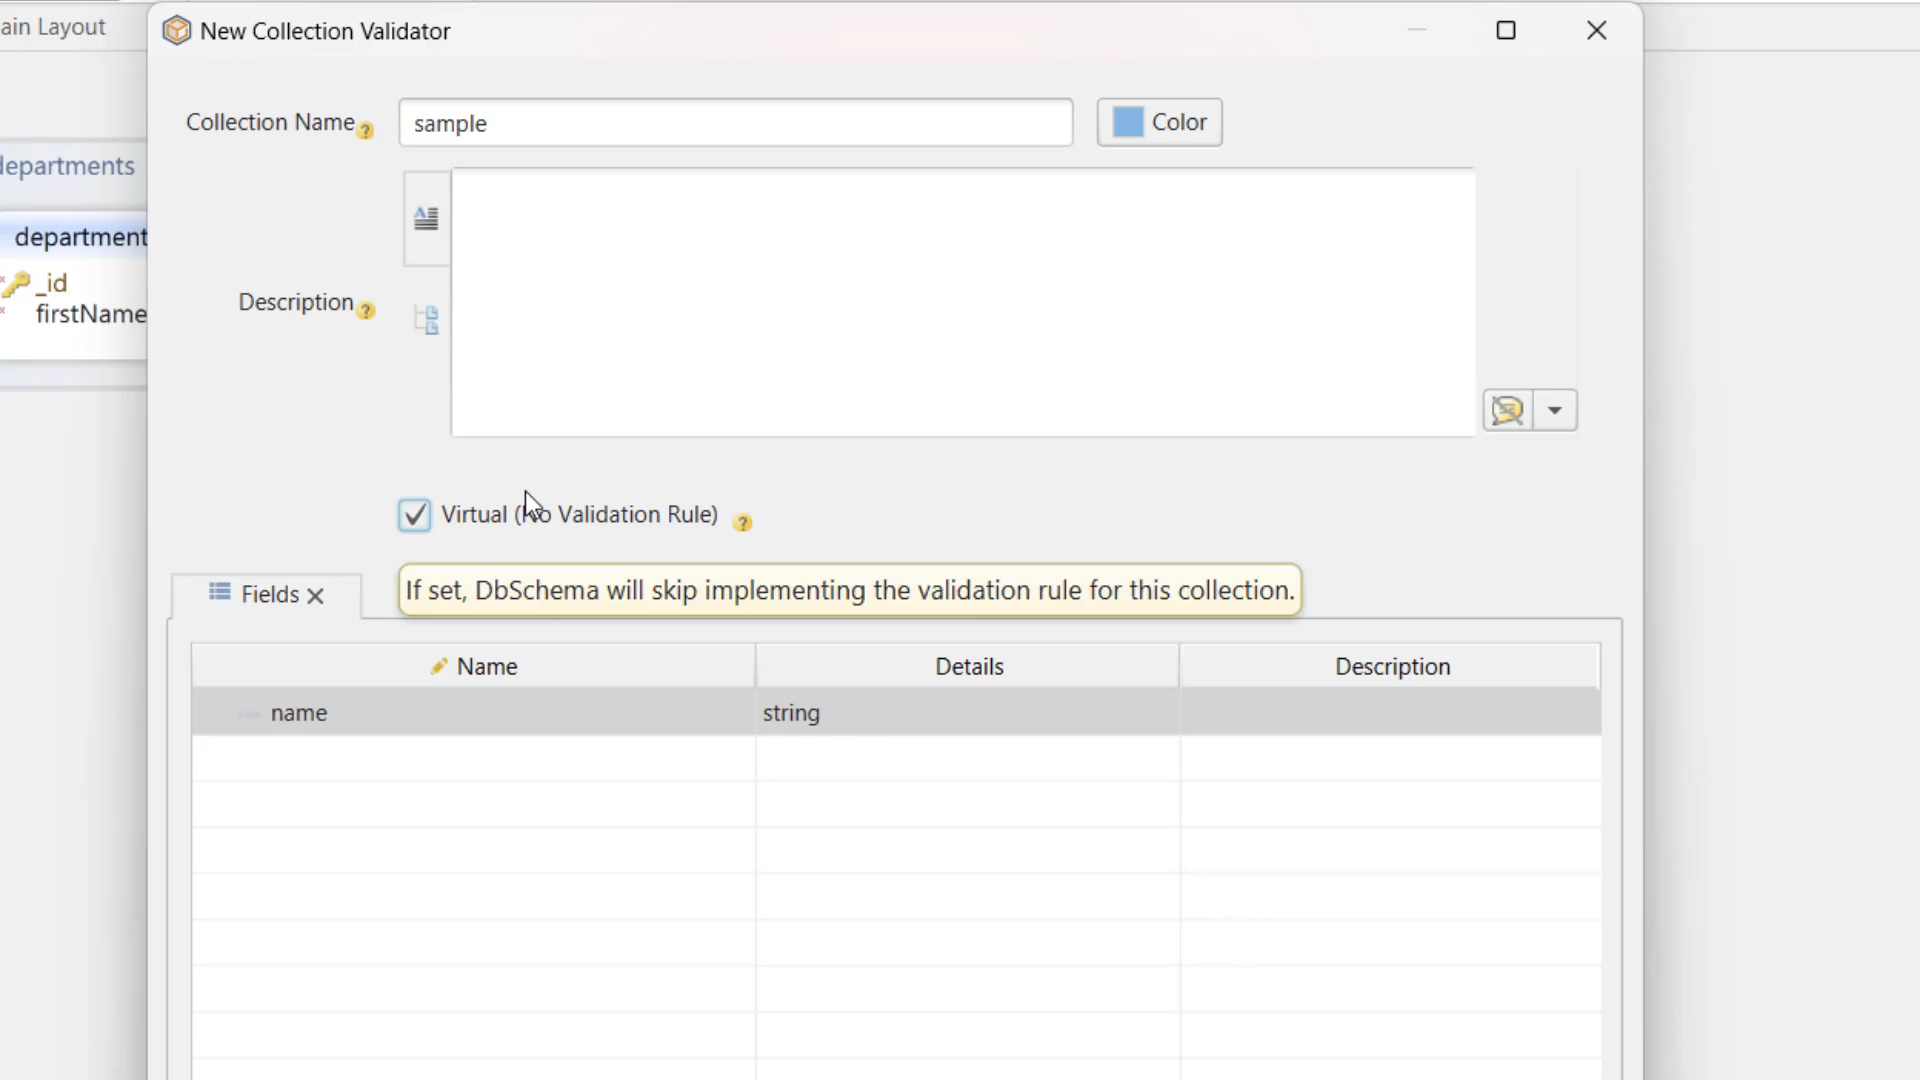 ain Layout
New Collection Validator
Collection Name
sample
Color
departments
department
_id
firstName
Description
Virtual (No Validation Rule)
If set, DbSchema will skip implementing the validation rule for this collection.
Fields
Name Details Description
name string